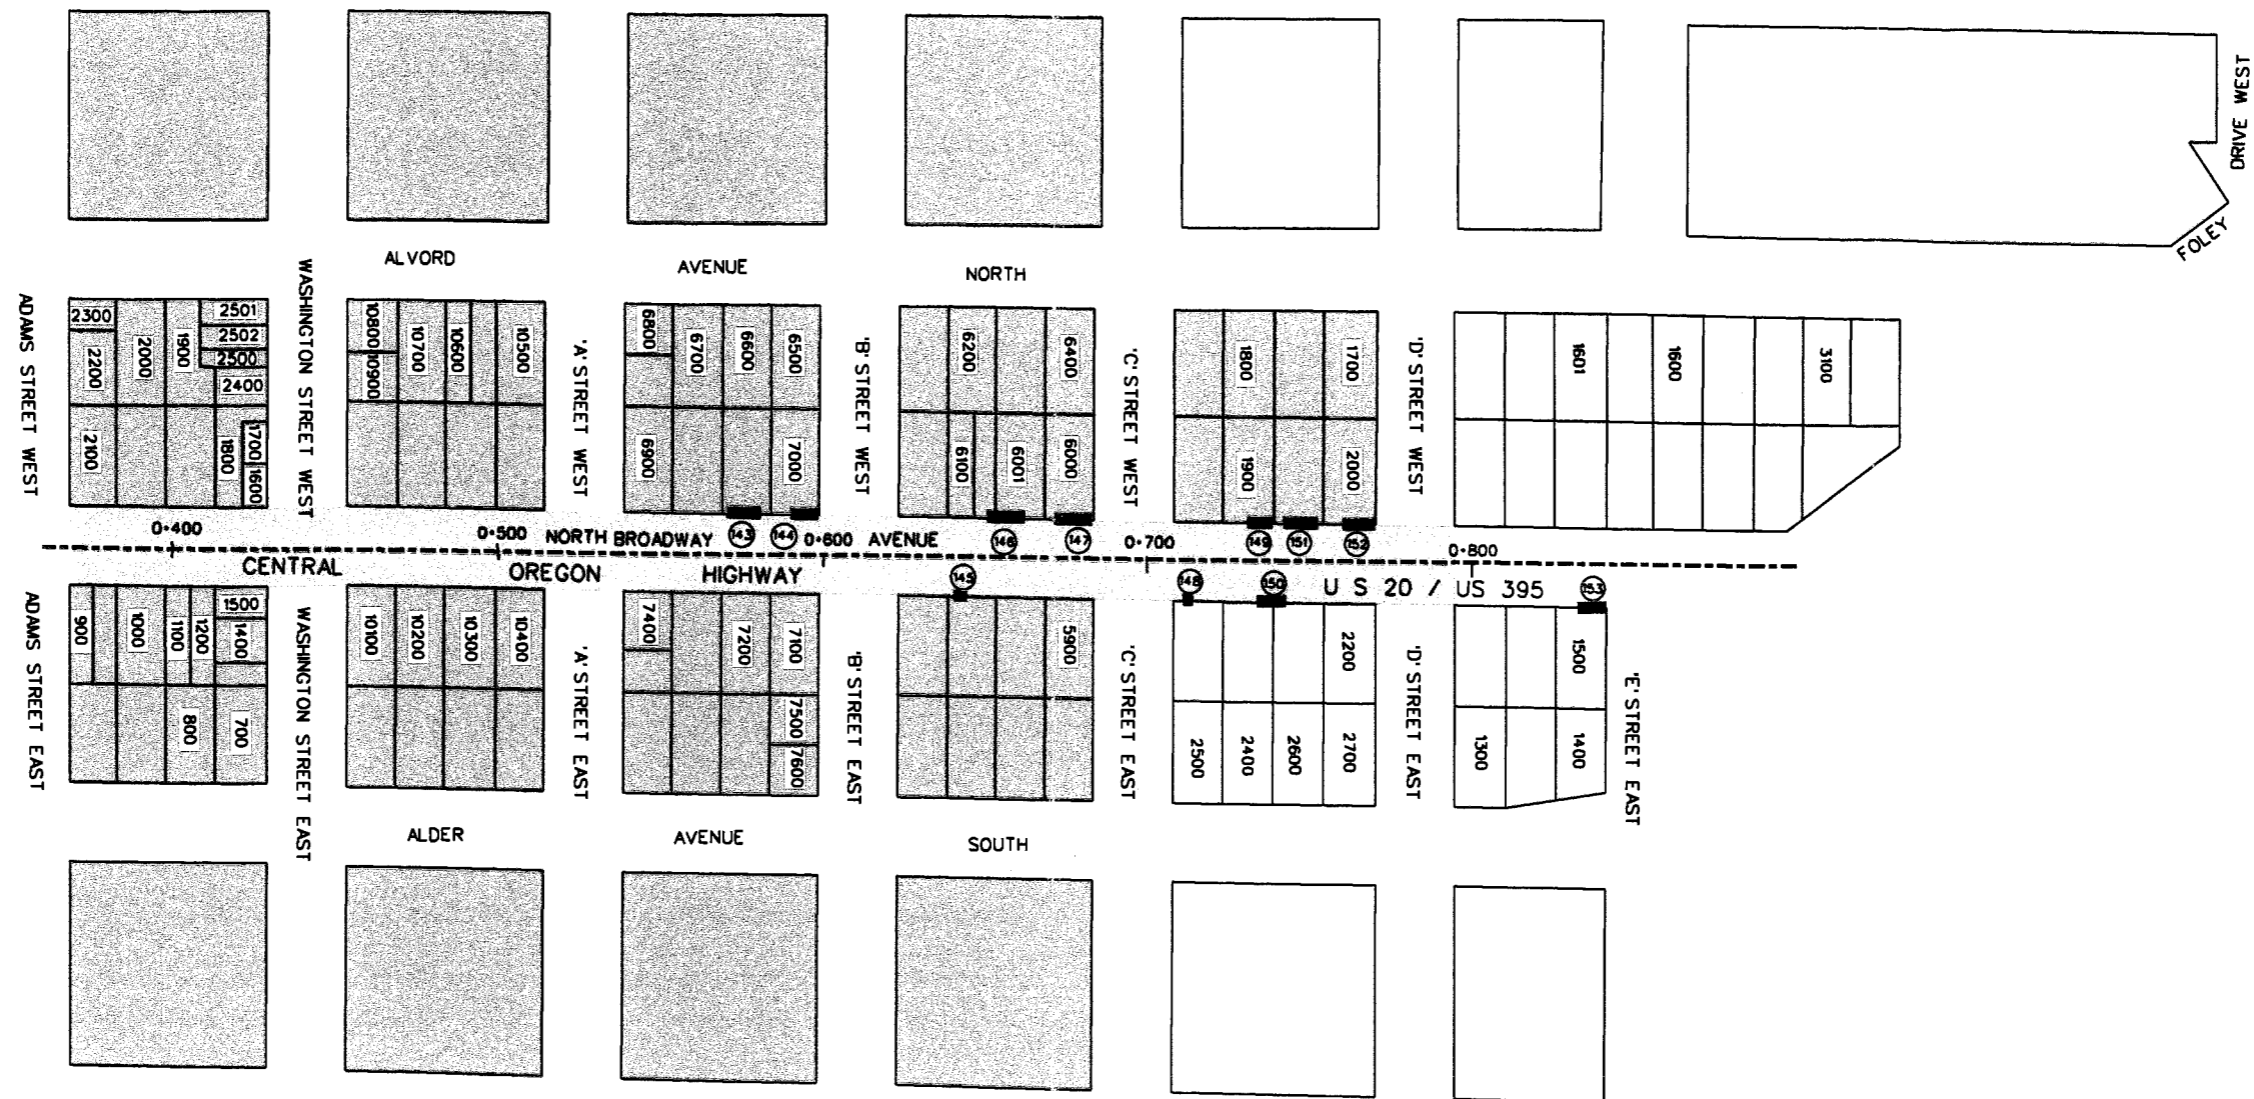 DRIVE WEST
FOLEY
ALVORD
AVENUE
NORTH
ADAMS STREET WEST
WASHINGTON STREET WEST
'A' STREET WEST
'B' STREET WEST
'C' STREET WEST
'D' STREET WEST
2300
2200
2000
1900
2501
2502
2500
2400
2100
1800
1700
1600
10800
10900
10700
10600
10500
6800
6700
6600
6500
6900
7000
6200
6400
6100
6001
6000
1800
1700
1900
2000
1601
1600
3100
0+400
0+500
NORTH BROADWAY
143
144
0+600
AVENUE
146
147
0+700
149
151
152
0+800
CENTRAL
OREGON
HIGHWAY
145
148
150
U S 20 / US 395
153
ADAMS STREET EAST
WASHINGTON STREET EAST
'A' STREET EAST
'B' STREET EAST
'C' STREET EAST
'D' STREET EAST
'E' STREET EAST
900
1000
1100
1200
1500
1400
800
700
10100
10200
10300
10400
7400
7200
7100
7500
7600
5900
2200
2500
2400
2600
2700
1500
1300
1400
ALDER
AVENUE
SOUTH